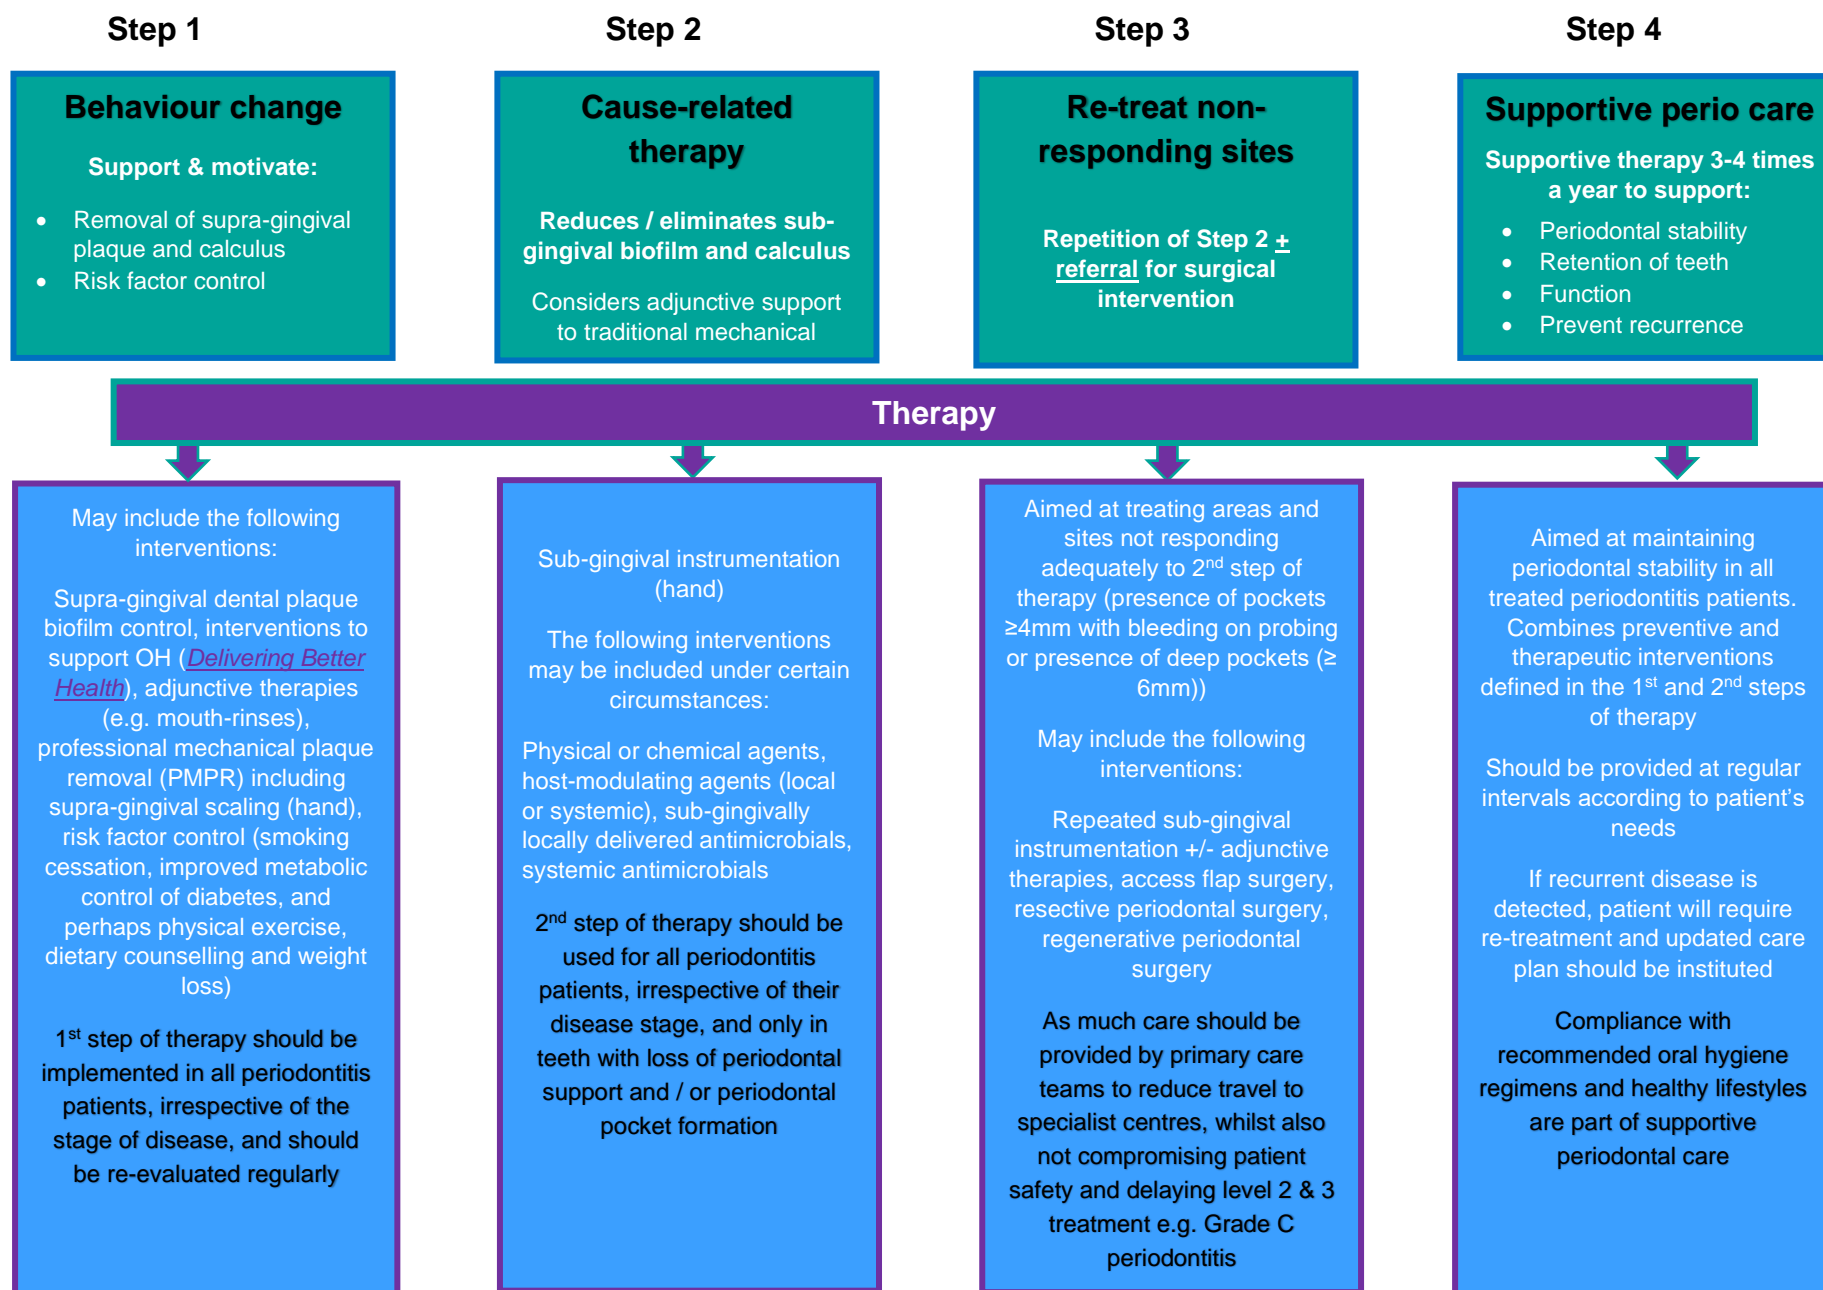 Step 1
Step 2
Step 3
Step 4
Behaviour change
Support & motivate:
• Removal of supra-gingival
plaque and calculus
• Risk factor control
Cause-related
therapy
Reduces / eliminates sub-
gingival biofilm and calculus
Considers adjunctive support
to traditional mechanical
Re-treat non-
responding sites
Repetition of Step 2 +
referral for surgical
intervention
Supportive perio care
Supportive therapy 3-4 times
a year to support:
• Periodontal stability
• Retention of teeth
• Function
• Prevent recurrence
Therapy
May include the following
interventions:
Supra-gingival dental plaque
biofilm control, interventions to
support OH (Delivering Better
Health), adjunctive therapies
(e.g. mouth-rinses),
professional mechanical plaque
removal (PMPR) including
supra-gingival scaling (hand),
risk factor control (smoking
cessation, improved metabolic
control of diabetes, and
perhaps physical exercise,
dietary counselling and weight
loss)
1st step of therapy should be
implemented in all periodontitis
patients, irrespective of the
stage of disease, and should
be re-evaluated regularly
Sub-gingival instrumentation
(hand)
The following interventions
may be included under certain
circumstances:
Physical or chemical agents,
host-modulating agents (local
or systemic), sub-gingivally
locally delivered antimicrobials,
systemic antimicrobials
2nd step of therapy should be
used for all periodontitis
patients, irrespective of their
disease stage, and only in
teeth with loss of periodontal
support and / or periodontal
pocket formation
Aimed at treating areas and
sites not responding
adequately to 2nd step of
therapy (presence of pockets
≥4mm with bleeding on probing
or presence of deep pockets (≥
6mm))
May include the following
interventions:
Repeated sub-gingival
instrumentation +/- adjunctive
therapies, access flap surgery,
resective periodontal surgery,
regenerative periodontal
surgery
As much care should be
provided by primary care
teams to reduce travel to
specialist centres, whilst also
not compromising patient
safety and delaying level 2 & 3
treatment e.g. Grade C
periodontitis
Aimed at maintaining
periodontal stability in all
treated periodontitis patients.
Combines preventive and
therapeutic interventions
defined in the 1st and 2nd steps
of therapy
Should be provided at regular
intervals according to patient's
needs
If recurrent disease is
detected, patient will require
re-treatment and updated care
plan should be instituted
Compliance with
recommended oral hygiene
regimens and healthy lifestyles
are part of supportive
periodontal care